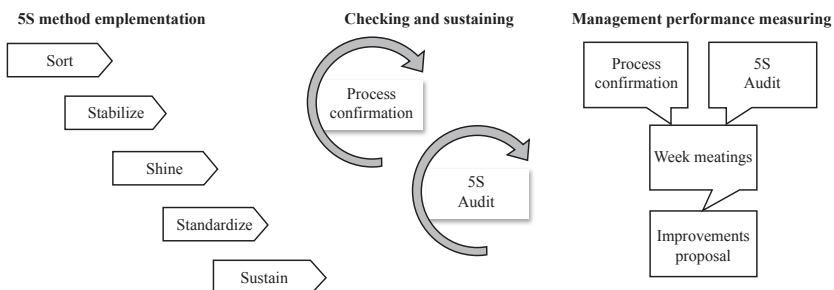 5S method emplementation
Sort
Stabilize
Shine
Standardize
Sustain
Checking and sustaining
Process
confirmation
5S
Audit
Management performance measuring
Process
confirmation
5S
Audit
Week meatings
Improvements
proposal